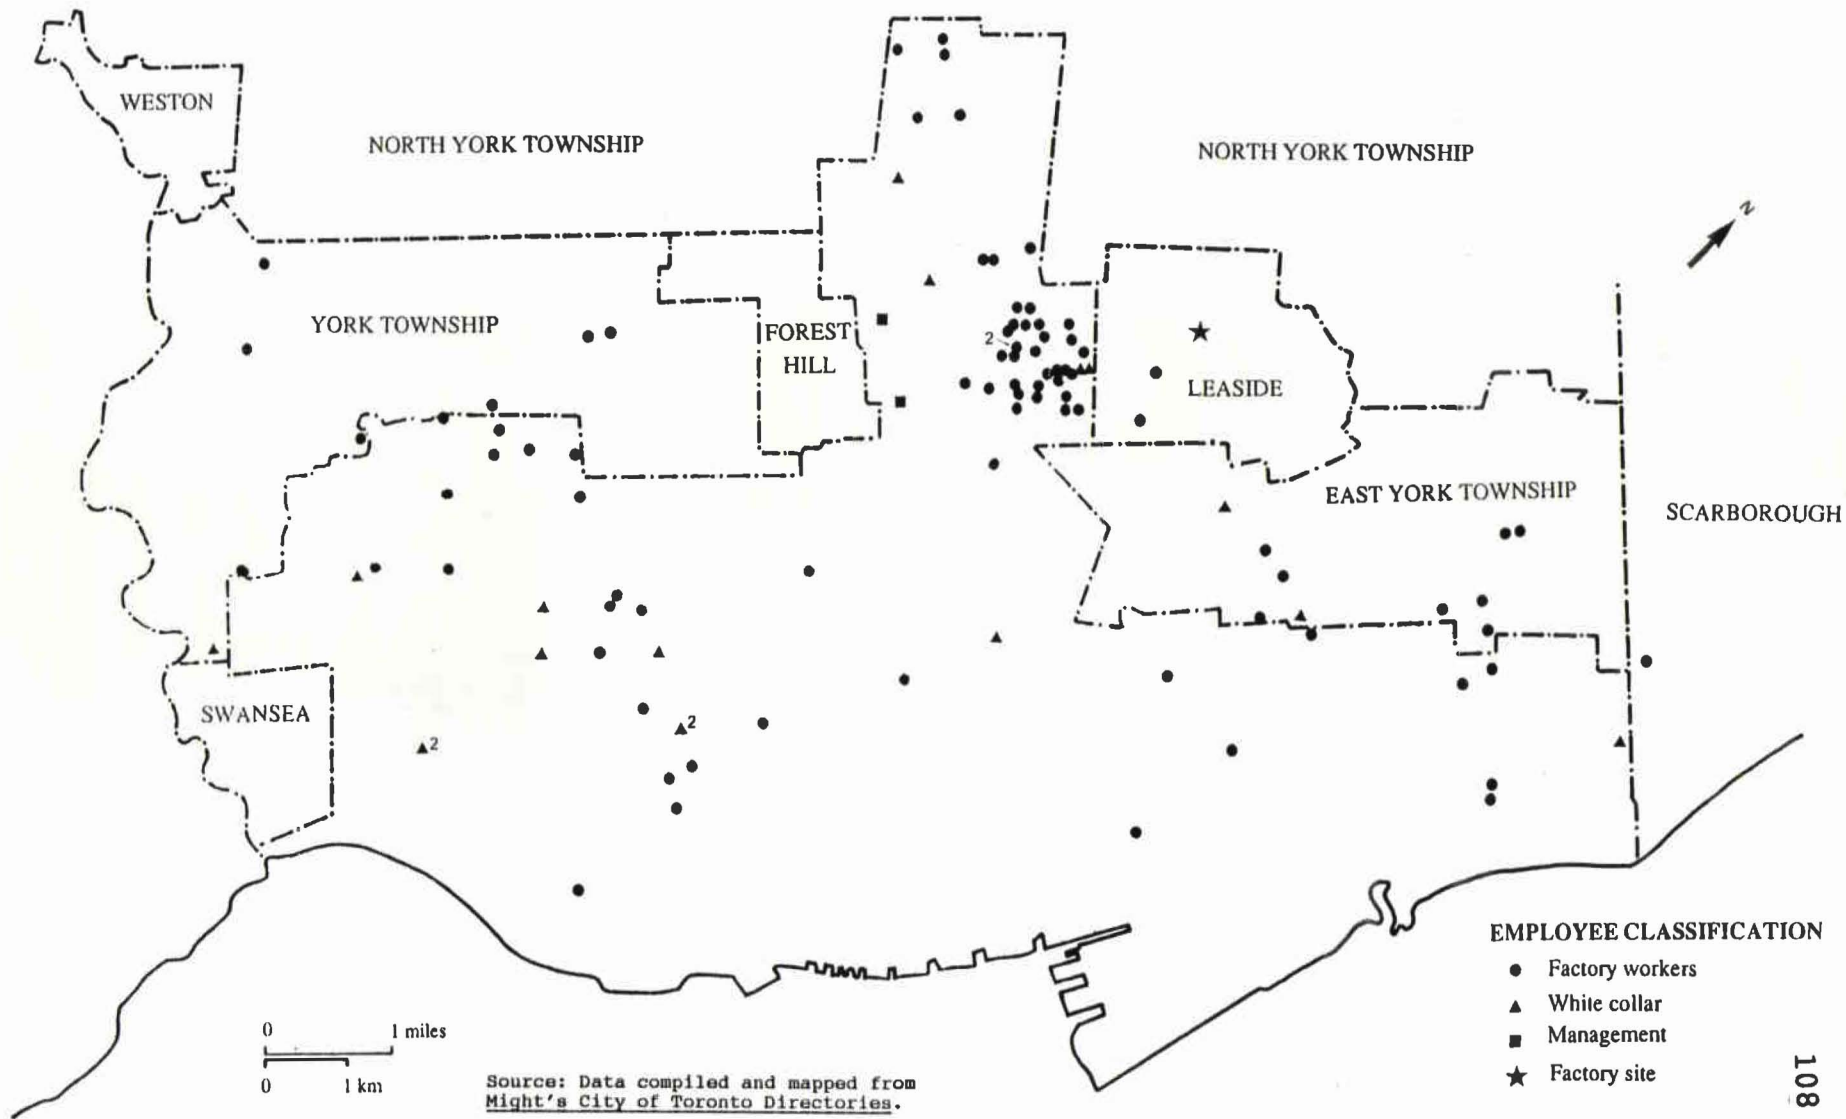 WESTON
NORTH YORK TOWNSHIP
NORTH YORK TOWNSHIP
N
YORK TOWNSHIP
FOREST
HILL
2
LEASIDE
EAST YORK TOWNSHIP
SCARBOROUGH
SWANSEA
2
2
EMPLOYEE CLASSIFICATION
Factory workers
White collar
Management
Factory site
0 1 miles
0 1 km
Source: Data compiled and mapped from
Might's City of Toronto Directories.
108